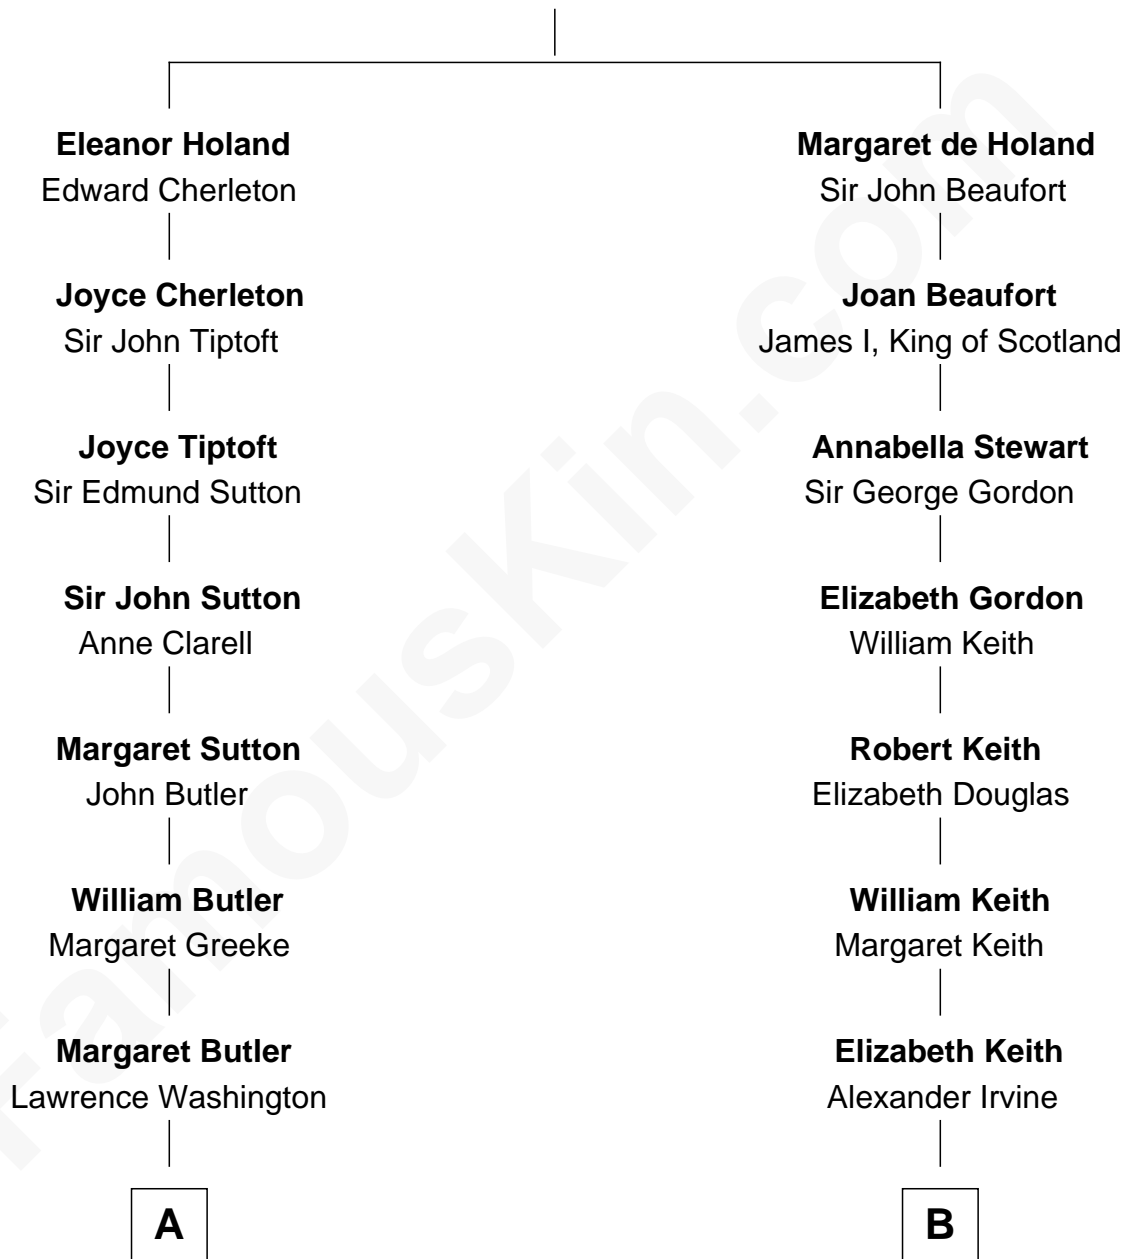 Eleanor Holand
Edward Cherleton
Joyce Cherleton
Sir John Tiptoft
Joyce Tiptoft
Sir Edmund Sutton
Sir John Sutton
Anne Clarell
Margaret Sutton
John Butler
William Butler
Margaret Greeke
Margaret Butler
Lawrence Washington
A
Margaret de Holand
Sir John Beaufort
Joan Beaufort
James I, King of Scotland
Annabella Stewart
Sir George Gordon
Elizabeth Gordon
William Keith
Robert Keith
Elizabeth Douglas
William Keith
Margaret Keith
Elizabeth Keith
Alexander Irvine
B
FamousKin.com